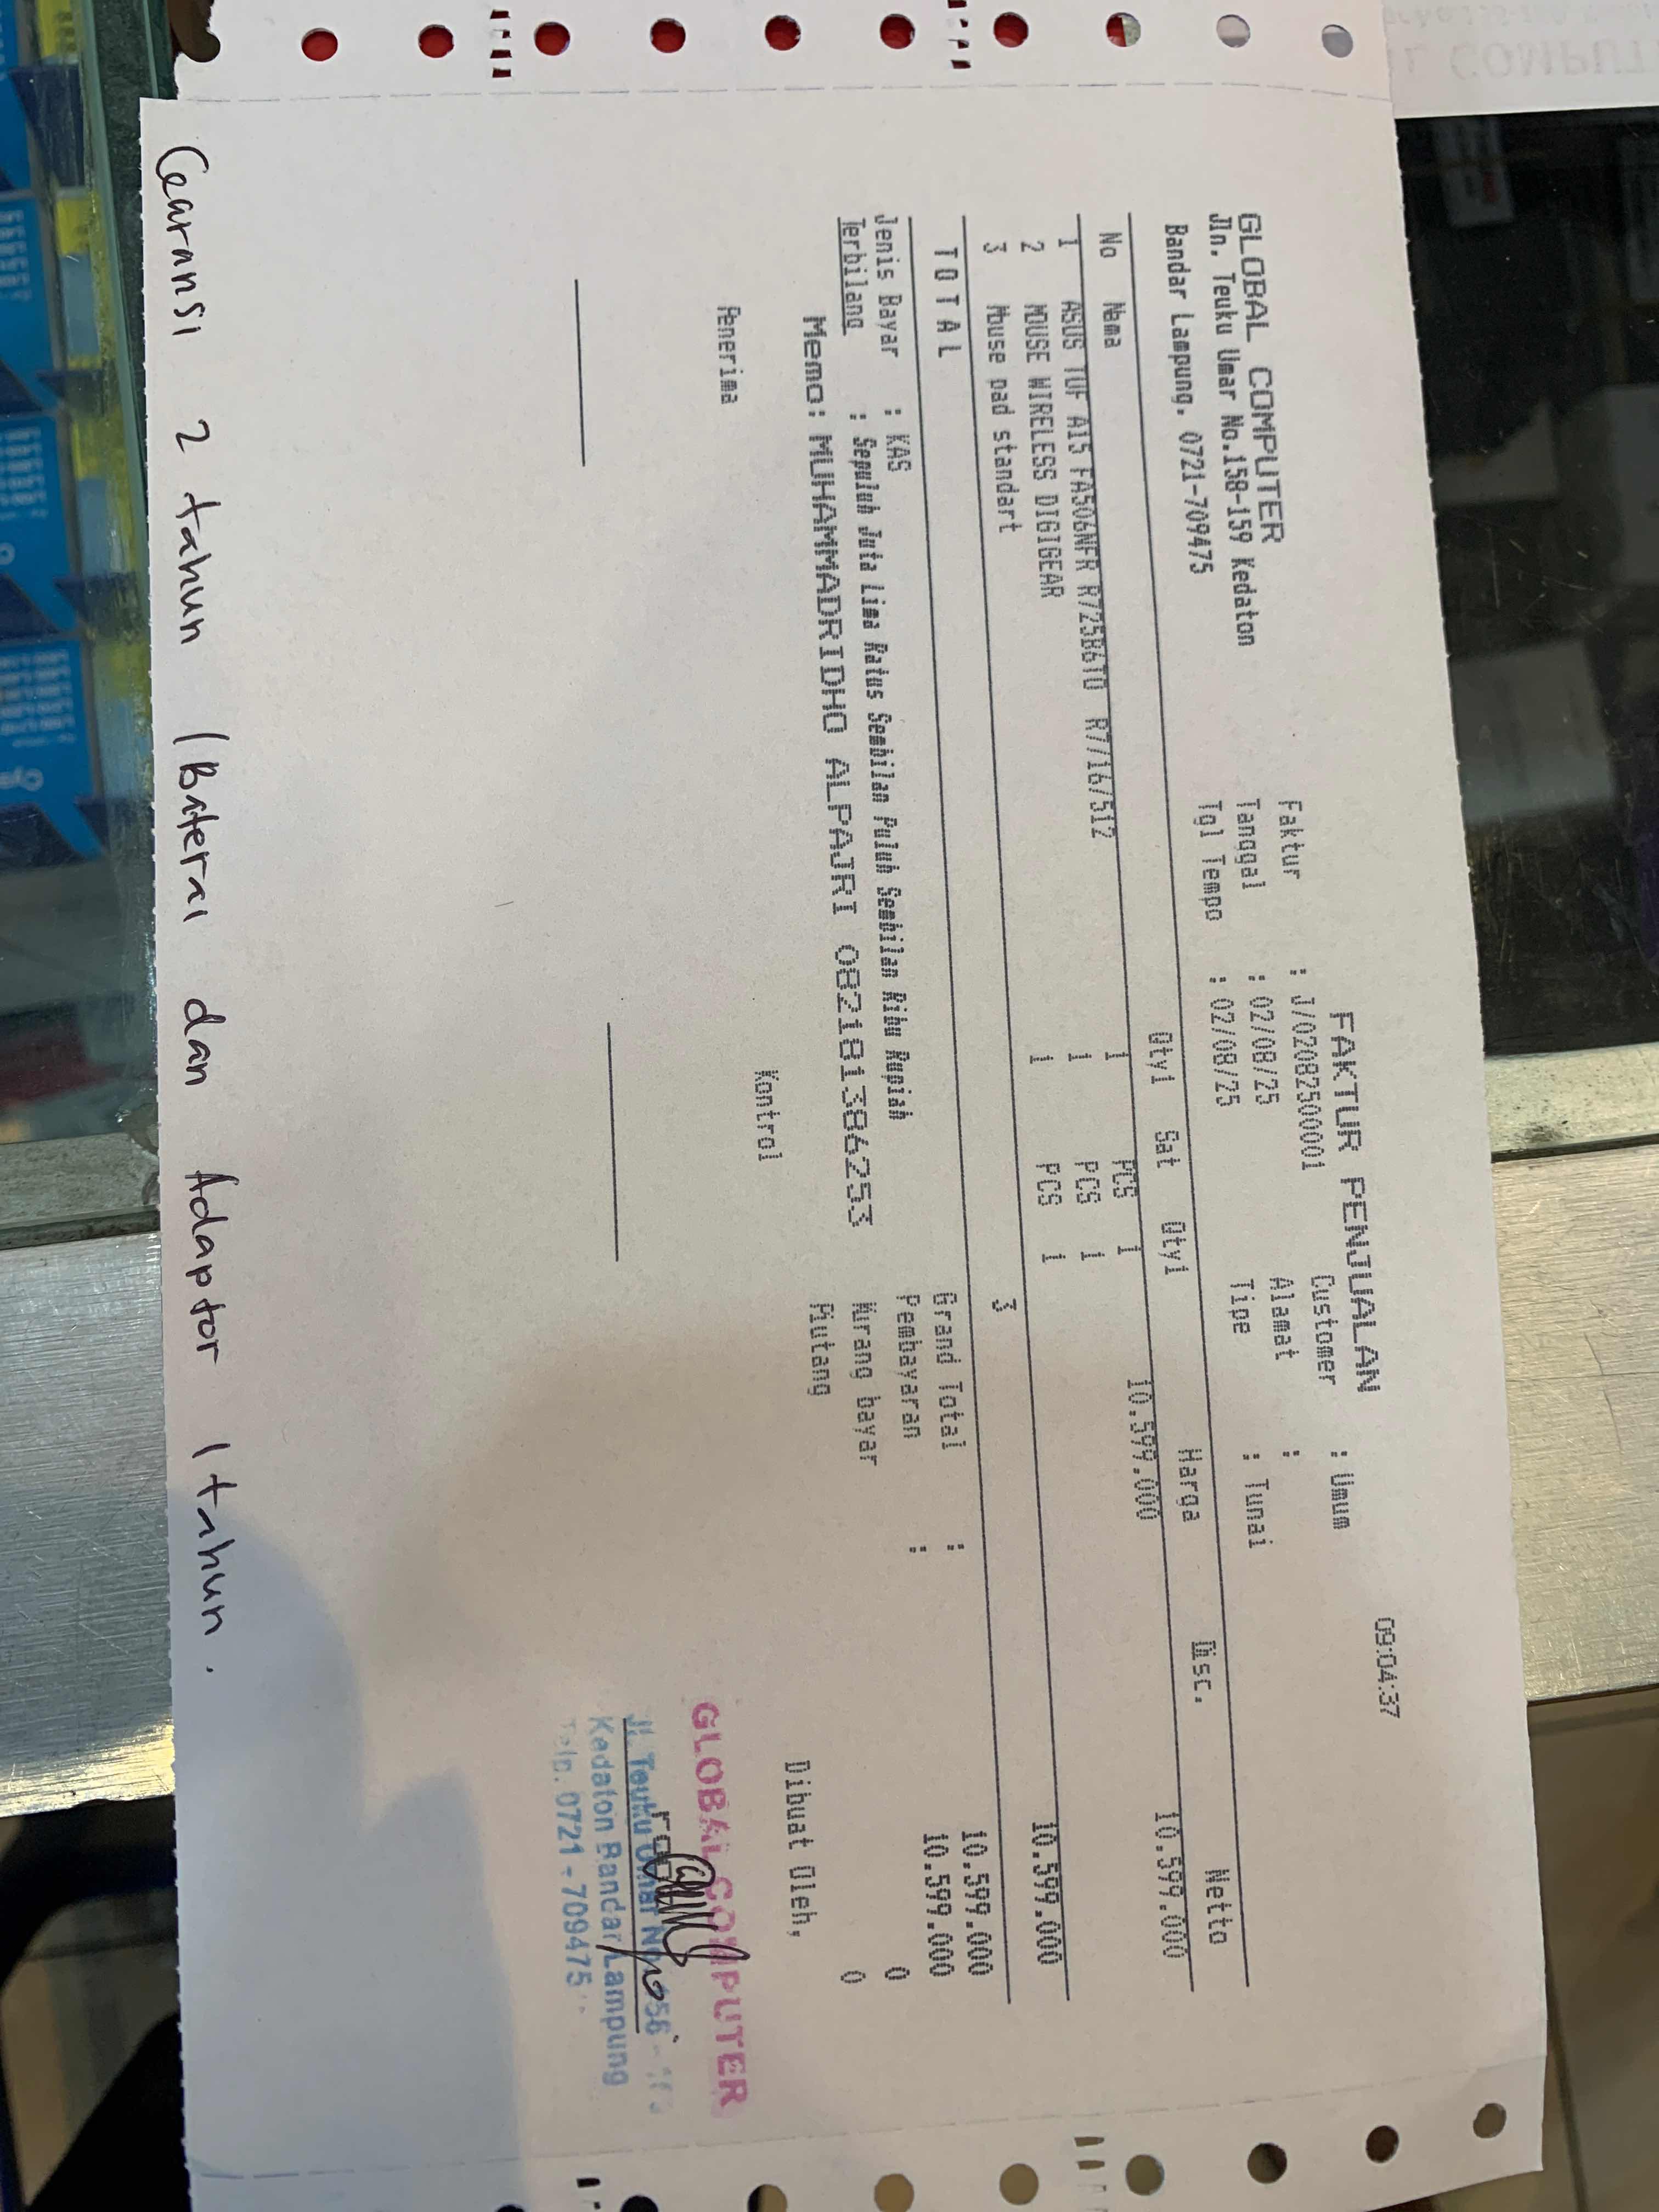 09:04:37
FAKTUR PENJUALAN
GLOBAL COMPUTER
Jln. Teuku Umar No.158-159 Kedaton
Bandar Lampung. 0721-709475
Faktur : J/02082500001
Tanggal : 02/08/25
Tgl Tempo : 02/08/25
Customer : Umum
Alamat :
Tipe : Tunai
No Nama Qty1 Sat Qty1 Harga Disc. Netto
1 ASUS TUF A15 FA506NFR R725B6TO R7/16/512 1 PCS 1 10.599.000 10.599.000
2 MOUSE WIRELESS DIGIGEAR 1 PCS 1
3 Mouse pad standart 1 PCS 1
T O T A L 3 10.599.000
Jenis Bayar : KAS
Terbilang : Sepuluh Juta Lima Ratus Sembilan Puluh Sembilan Ribu Rupiah
Memo: MUHAMMADRIDHO ALPAJRI 082181386253
Grand Total : 10.599.000
Pembayaran : 10.599.000
Kurang bayar 0
Piutang 0
Penerima Kontrol Dibuat Oleh,
GLOBAL COMPUTER
Jl. Teuku Umar No.
Kedaton Bandar Lampung
Telp. 0721 - 709475
Garansi 2 tahun (Baterai dan Adaptor 1 tahun.